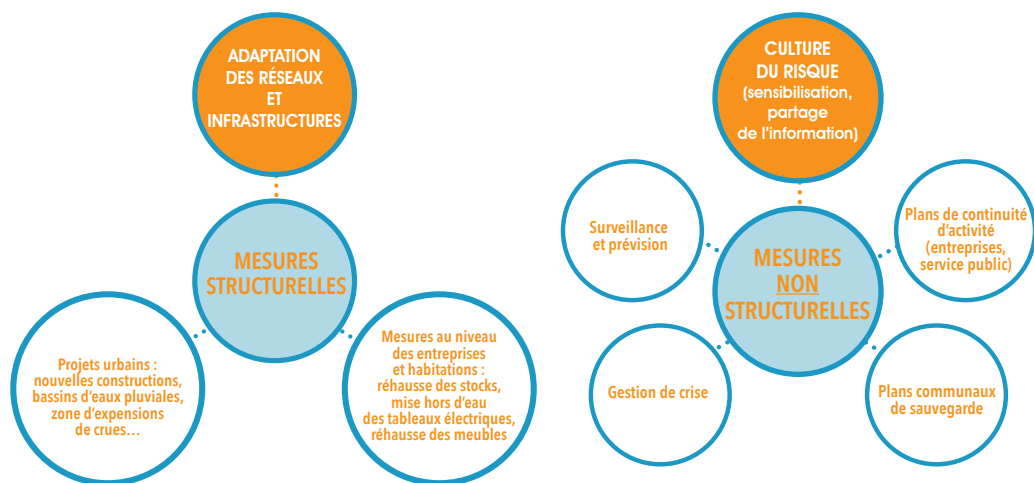 ADAPTATION
DES RÉSEAUX
ET
INFRASTRUCTURES
MESURES
STRUCTURELLES
Projets urbains :
nouvelles constructions,
bassins d'eaux pluviales,
zone d'expensions
de crues…
Mesures au niveau
des entreprises
et habitations :
réhausse des stocks,
mise hors d'eau
des tableaux électriques,
réhausse des meubles
CULTURE
DU RISQUE
(sensibilisation,
partage
de l'information)
Surveillance
et prévision
Plans de continuité
d'activité
(entreprises,
service public)
MESURES
NON
STRUCTURELLES
Gestion de crise
Plans communaux
de sauvegarde